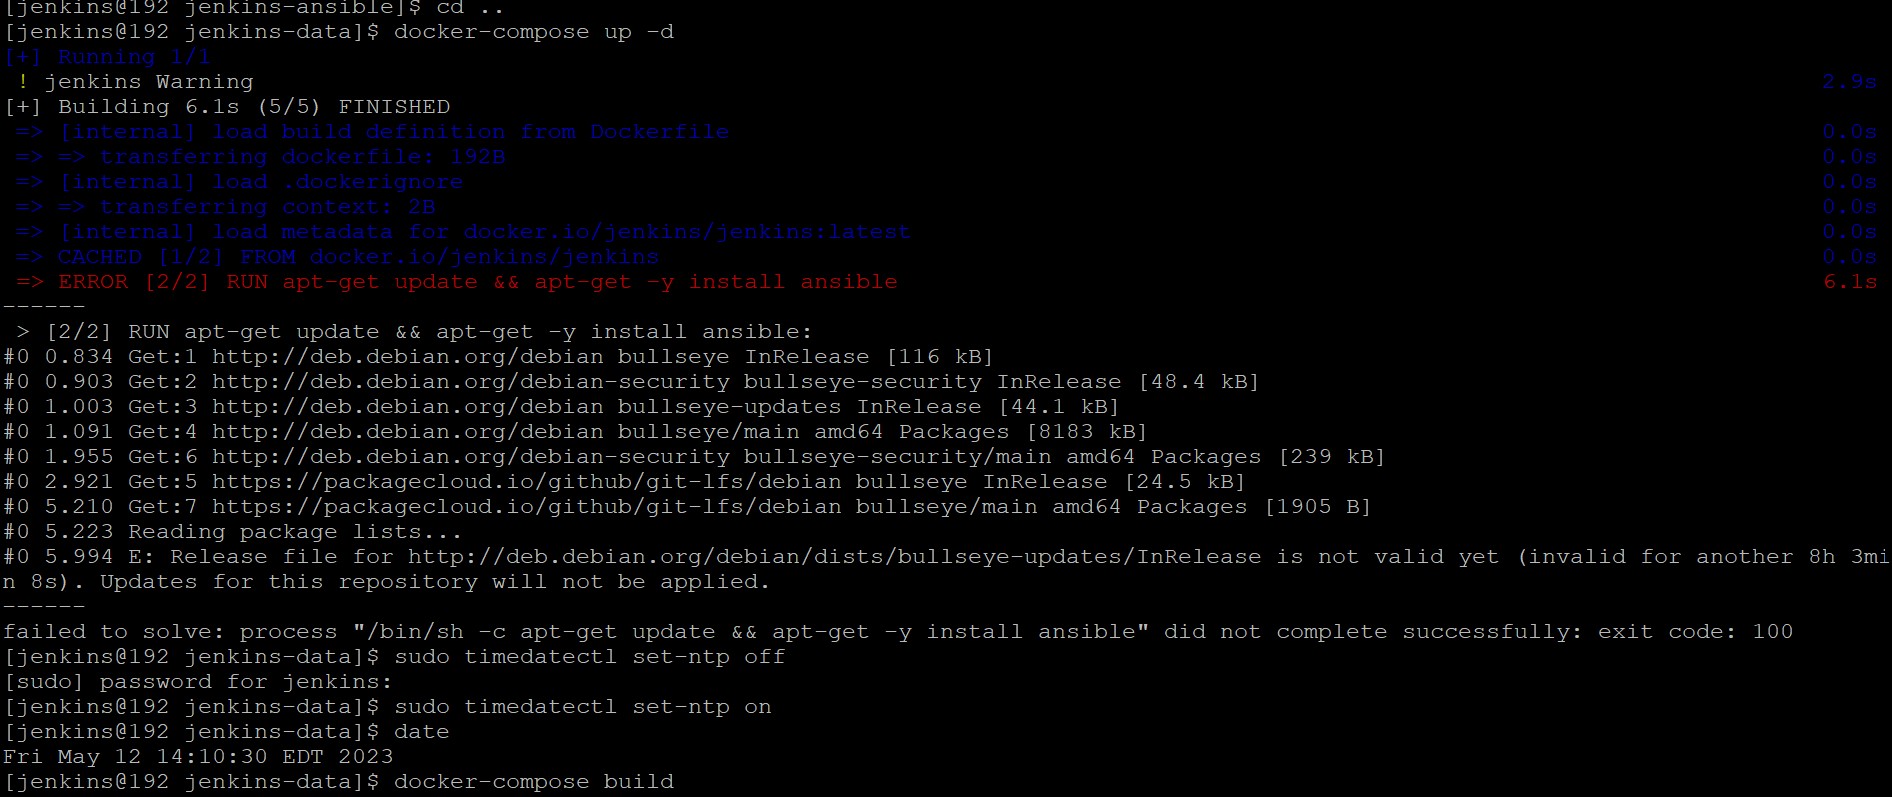 [jenkins@192 jenkins-ansible]$ cd ..
[jenkins@192 jenkins-data]$ docker-compose up -d
[+] Running 1/1
! jenkins Warning 2.9s
[+] Building 6.1s (5/5) FINISHED
=> [internal] load build definition from Dockerfile 0.0s
=> => transferring dockerfile: 192B 0.0s
=> [internal] load .dockerignore 0.0s
=> => transferring context: 2B 0.0s
=> [internal] load metadata for docker.io/jenkins/jenkins:latest 0.0s
=> CACHED [1/2] FROM docker.io/jenkins/jenkins 0.0s
=> ERROR [2/2] RUN apt-get update && apt-get -y install ansible 6.1s
------
> [2/2] RUN apt-get update && apt-get -y install ansible:
#0 0.834 Get:1 http://deb.debian.org/debian bullseye InRelease [116 kB]
#0 0.903 Get:2 http://deb.debian.org/debian-security bullseye-security InRelease [48.4 kB]
#0 1.003 Get:3 http://deb.debian.org/debian bullseye-updates InRelease [44.1 kB]
#0 1.091 Get:4 http://deb.debian.org/debian bullseye/main amd64 Packages [8183 kB]
#0 1.955 Get:6 http://deb.debian.org/debian-security bullseye-security/main amd64 Packages [239 kB]
#0 2.921 Get:5 https://packagecloud.io/github/git-lfs/debian bullseye InRelease [24.5 kB]
#0 5.210 Get:7 https://packagecloud.io/github/git-lfs/debian bullseye/main amd64 Packages [1905 B]
#0 5.223 Reading package lists...
#0 5.994 E: Release file for http://deb.debian.org/debian/dists/bullseye-updates/InRelease is not valid yet (invalid for another 8h 3mi
n 8s). Updates for this repository will not be applied.
------
failed to solve: process "/bin/sh -c apt-get update && apt-get -y install ansible" did not complete successfully: exit code: 100
[jenkins@192 jenkins-data]$ sudo timedatectl set-ntp off
[sudo] password for jenkins:
[jenkins@192 jenkins-data]$ sudo timedatectl set-ntp on
[jenkins@192 jenkins-data]$ date
Fri May 12 14:10:30 EDT 2023
[jenkins@192 jenkins-data]$ docker-compose build